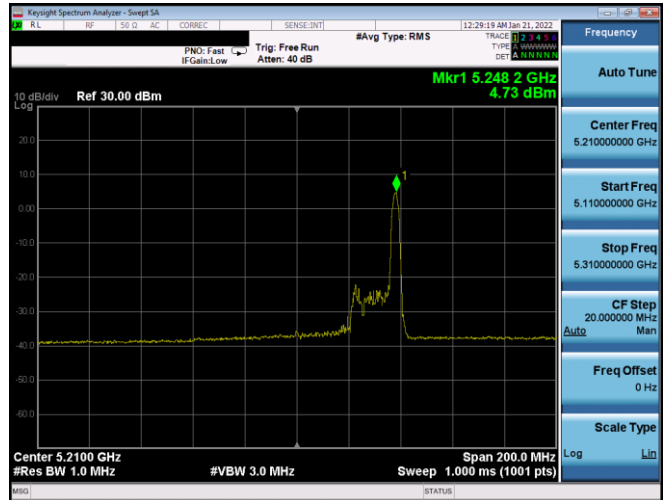 Keysight Spectrum Analyzer - Swept SA
RL RF 50 Ω AC CORREC SENSE:INT 12:29:19 AM Jan 21, 2022
#Avg Type: RMS
TRACE 1 2 3 4 5 6
PNO: Fast Trig: Free Run
TYPE A WWWWW
IFGain:Low Atten: 40 dB
DET A N N N N N
Mkr1 5.248 2 GHz
4.73 dBm
10 dB/div Ref 30.00 dBm
Log
20.0
10.0
1
0.00
-10.0
-20.0
-30.0
-40.0
-50.0
-60.0
Center 5.2100 GHz Span 200.0 MHz
#Res BW 1.0 MHz #VBW 3.0 MHz Sweep 1.000 ms (1001 pts)
MSG STATUS
Frequency
Auto Tune
Center Freq
5.210000000 GHz
Start Freq
5.110000000 GHz
Stop Freq
5.310000000 GHz
CF Step
20.000000 MHz
Auto Man
Freq Offset
0 Hz
Scale Type
Log Lin